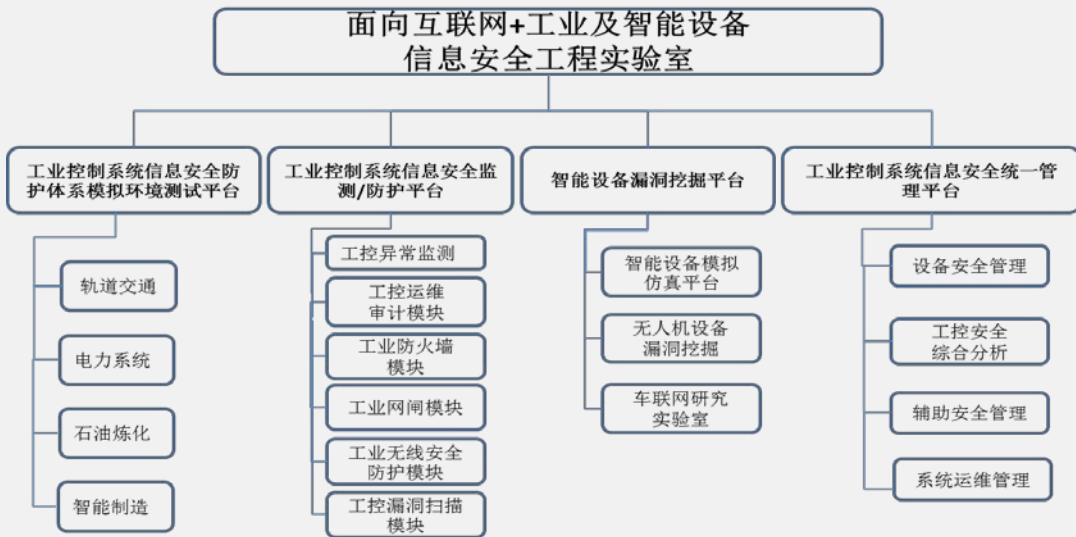 面向互联网+工业及智能设备
信息安全工程实验室
工业控制系统信息安全防
护体系模拟环境测试平台
轨道交通
电力系统
石油炼化
智能制造
工业控制系统信息安全监
测/防护平台
工控异常监测
工控运维
审计模块
工业防火墙
模块
工业网闸模块
工业无线安全
防护模块
工控漏洞扫描
模块
智能设备漏洞挖掘平台
智能设备模拟
仿真平台
无人机设备
漏洞挖掘
车联网研究
实验室
工业控制系统信息安全统一管
理平台
设备安全管理
工控安全
综合分析
辅助安全管理
系统运维管理